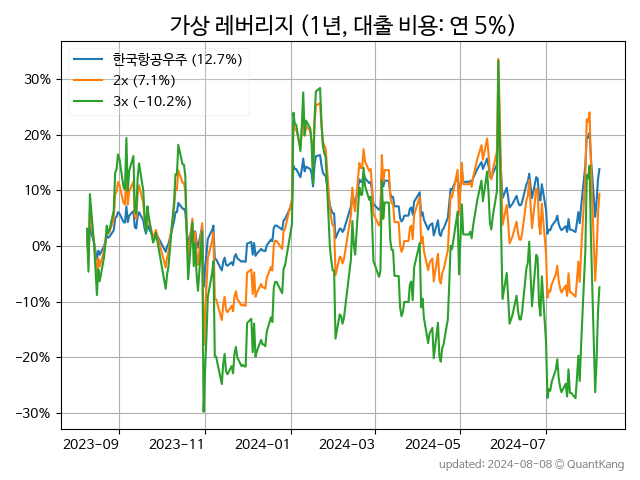 가상 레버리지 (1년, 대출 비용: 연 5%)
한국항공우주 (12.7%)
2x (7.1%)
3x (−10.2%)
30%
20%
10%
0%
−10%
−20%
−30%
2023-09 2023-11 2024-01 2024-03 2024-05 2024-07
updated: 2024-08-08 © QuantKang